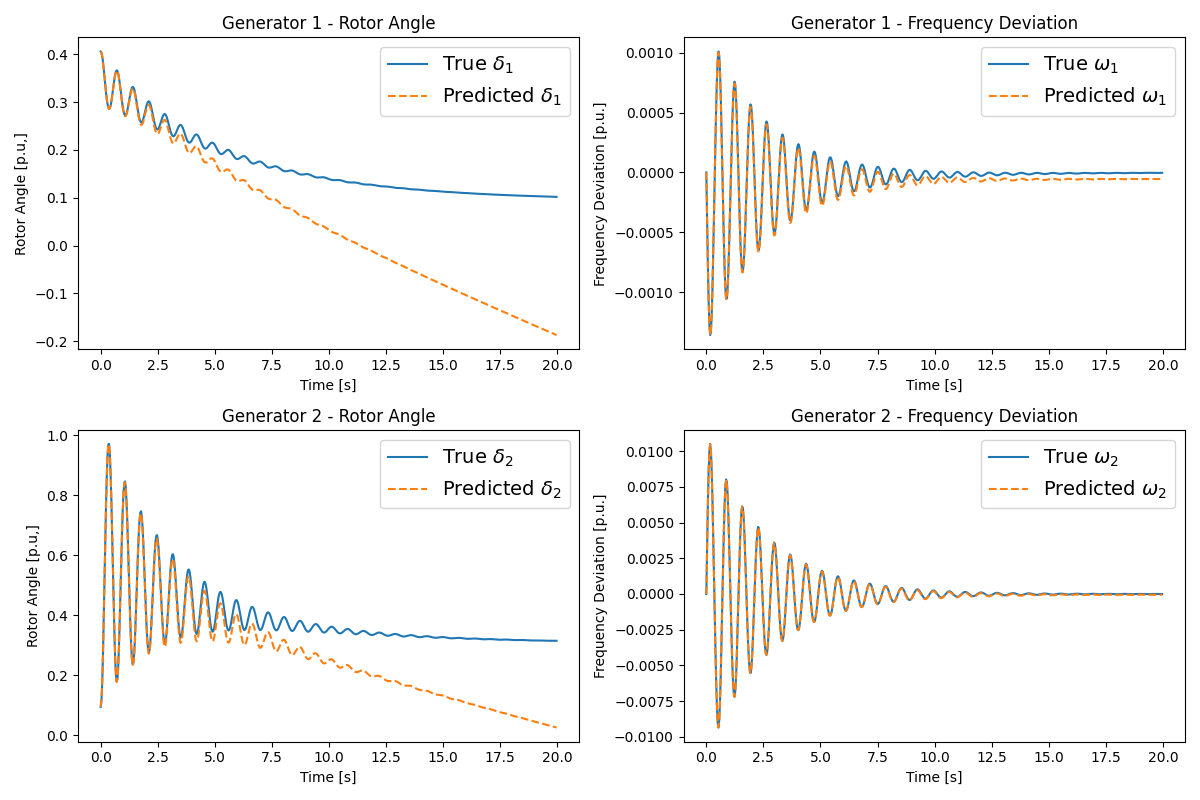 Generator 1 - Rotor Angle
Rotor Angle [p.u,]
0.4
0.3
0.2
0.1
0.0
−0.1
−0.2
True δ1
Predicted δ1
0.0 2.5 5.0 7.5 10.0 12.5 15.0 17.5 20.0
Time [s]
Generator 1 - Frequency Deviation
Frequency Deviation [p.u.]
0.0010
0.0005
0.0000
−0.0005
−0.0010
True ω1
Predicted ω1
0.0 2.5 5.0 7.5 10.0 12.5 15.0 17.5 20.0
Time [s]
Generator 2 - Rotor Angle
Rotor Angle [p.u,]
1.0
0.8
0.6
0.4
0.2
0.0
True δ2
Predicted δ2
0.0 2.5 5.0 7.5 10.0 12.5 15.0 17.5 20.0
Time [s]
Generator 2 - Frequency Deviation
Frequency Deviation [p.u.]
0.0100
0.0075
0.0050
0.0025
0.0000
−0.0025
−0.0050
−0.0075
−0.0100
True ω2
Predicted ω2
0.0 2.5 5.0 7.5 10.0 12.5 15.0 17.5 20.0
Time [s]